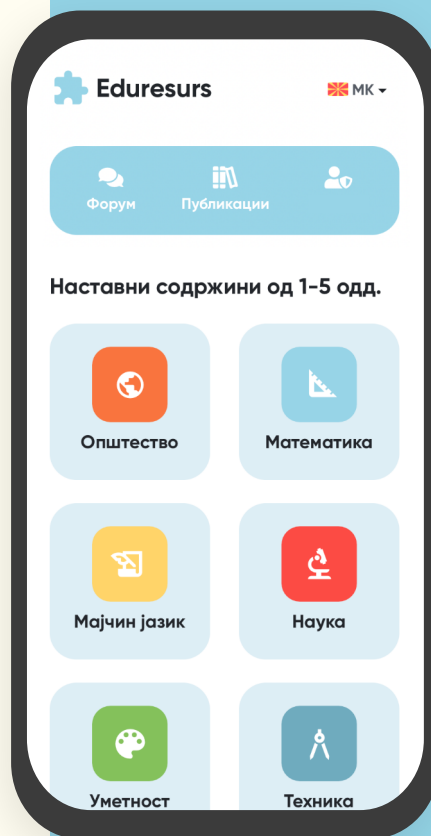 Eduresurs
МК
Форум
Публикации
Наставни содржини од 1-5 одд.
Општество
Математика
Мајчин јазик
Наука
Уметност
Техника